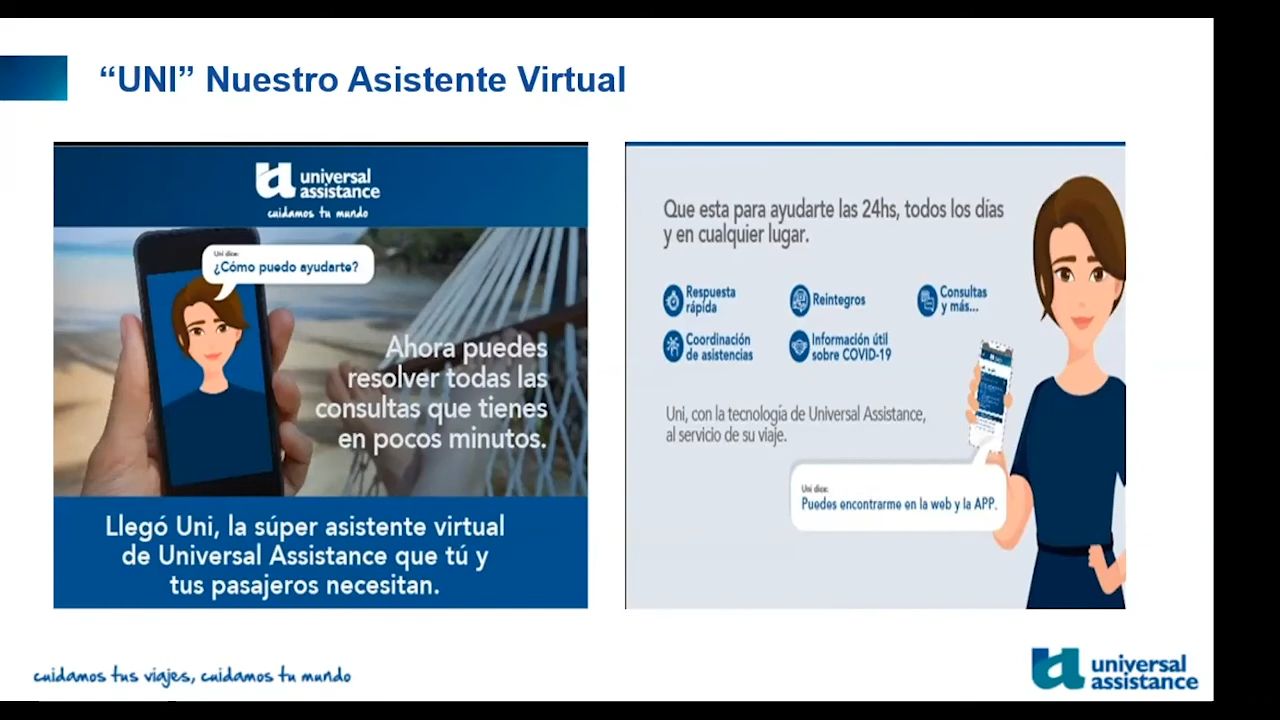 “UNI” Nuestro Asistente Virtual
universal
assistance
cuidamos tu mundo
Uni dice:
¿Cómo puedo ayudarte?
Ahora puedes
resolver todas las
consultas que tienes
en pocos minutos.
Llegó Uni, la súper asistente virtual
de Universal Assistance que tú y
tus pasajeros necesitan.
Que esta para ayudarte las 24hs, todos los días
y en cualquier lugar.
Respuesta
rápida
Reintegros
Consultas
y más...
Coordinación
de asistencias
Información útil
sobre COVID-19
Uni, con la tecnología de Universal Assistance,
al servicio de su viaje.
Uni dice:
Puedes encontrarme en la web y la APP.
cuidamos tus viajes, cuidamos tu mundo
universal
assistance